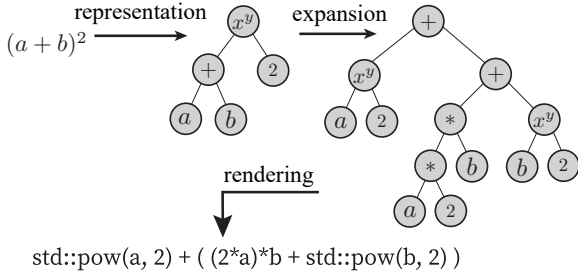 representation
expansion
(a + b)²
x^y
+
+
2
x^y
+
a
b
a
2
*
x^y
*
b
b
2
a
2
rendering
std::pow(a, 2) + ( (2*a)*b + std::pow(b, 2) )